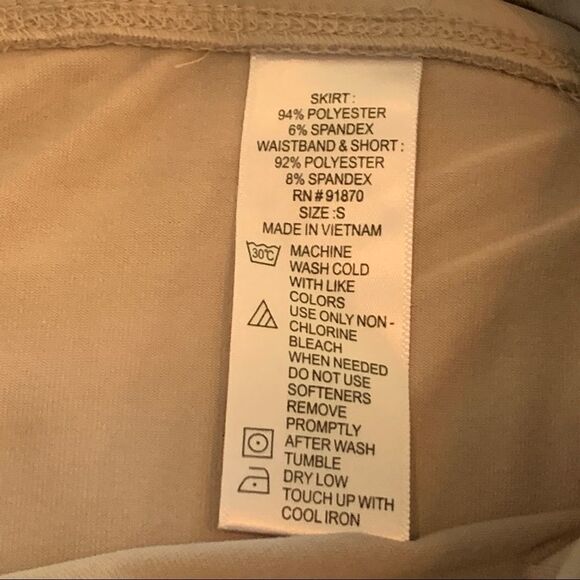 SKIRT :
94% POLYESTER
6% SPANDEX
WAISTBAND & SHORT :
92% POLYESTER
8% SPANDEX
RN # 91870
SIZE :S
MADE IN VIETNAM
30°C MACHINE
WASH COLD
WITH LIKE
COLORS
USE ONLY NON -
CHLORINE
BLEACH
WHEN NEEDED
DO NOT USE
SOFTENERS
REMOVE
PROMPTLY
AFTER WASH
TUMBLE
DRY LOW
TOUCH UP WITH
COOL IRON